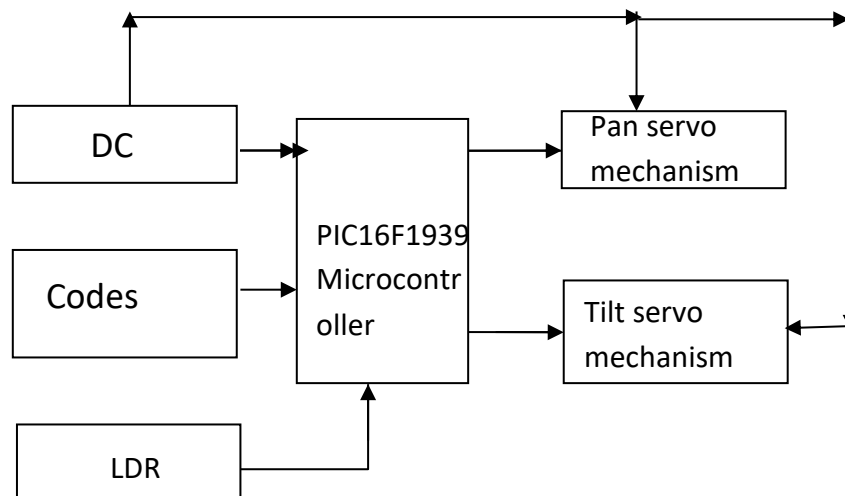 DC
Pan servo
mechanism
PIC16F1939
Microcontr
oller
Codes
Tilt servo
mechanism
LDR